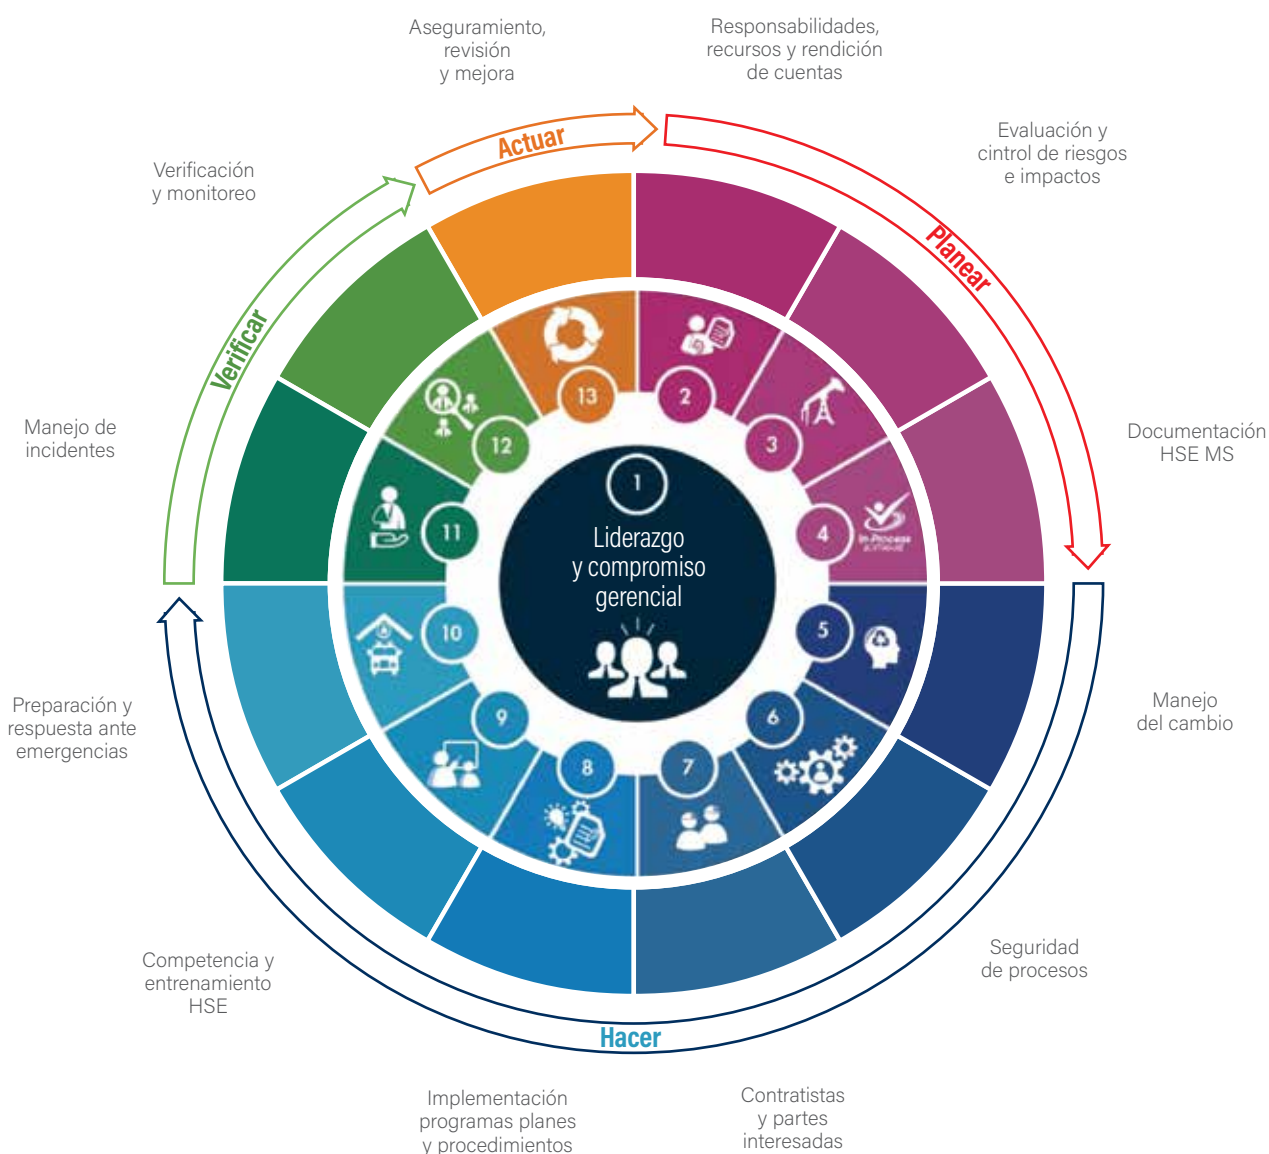 Aseguramiento,
revisión
y mejora
Responsabilidades,
recursos y rendición
de cuentas
Evaluación y
cintrol de riesgos
e impactos
Documentación
HSE MS
Manejo
del cambio
Seguridad
de procesos
Contratistas
y partes
interesadas
Implementación
programas planes
y procedimientos
Competencia y
entrenamiento
HSE
Preparación y
respuesta ante
emergencias
Manejo de
incidentes
Verificación
y monitoreo
Actuar
Planear
Hacer
Verificar
1
Liderazgo
y compromiso
gerencial
2
3
4
In-Process
5
6
7
8
9
10
11
12
13